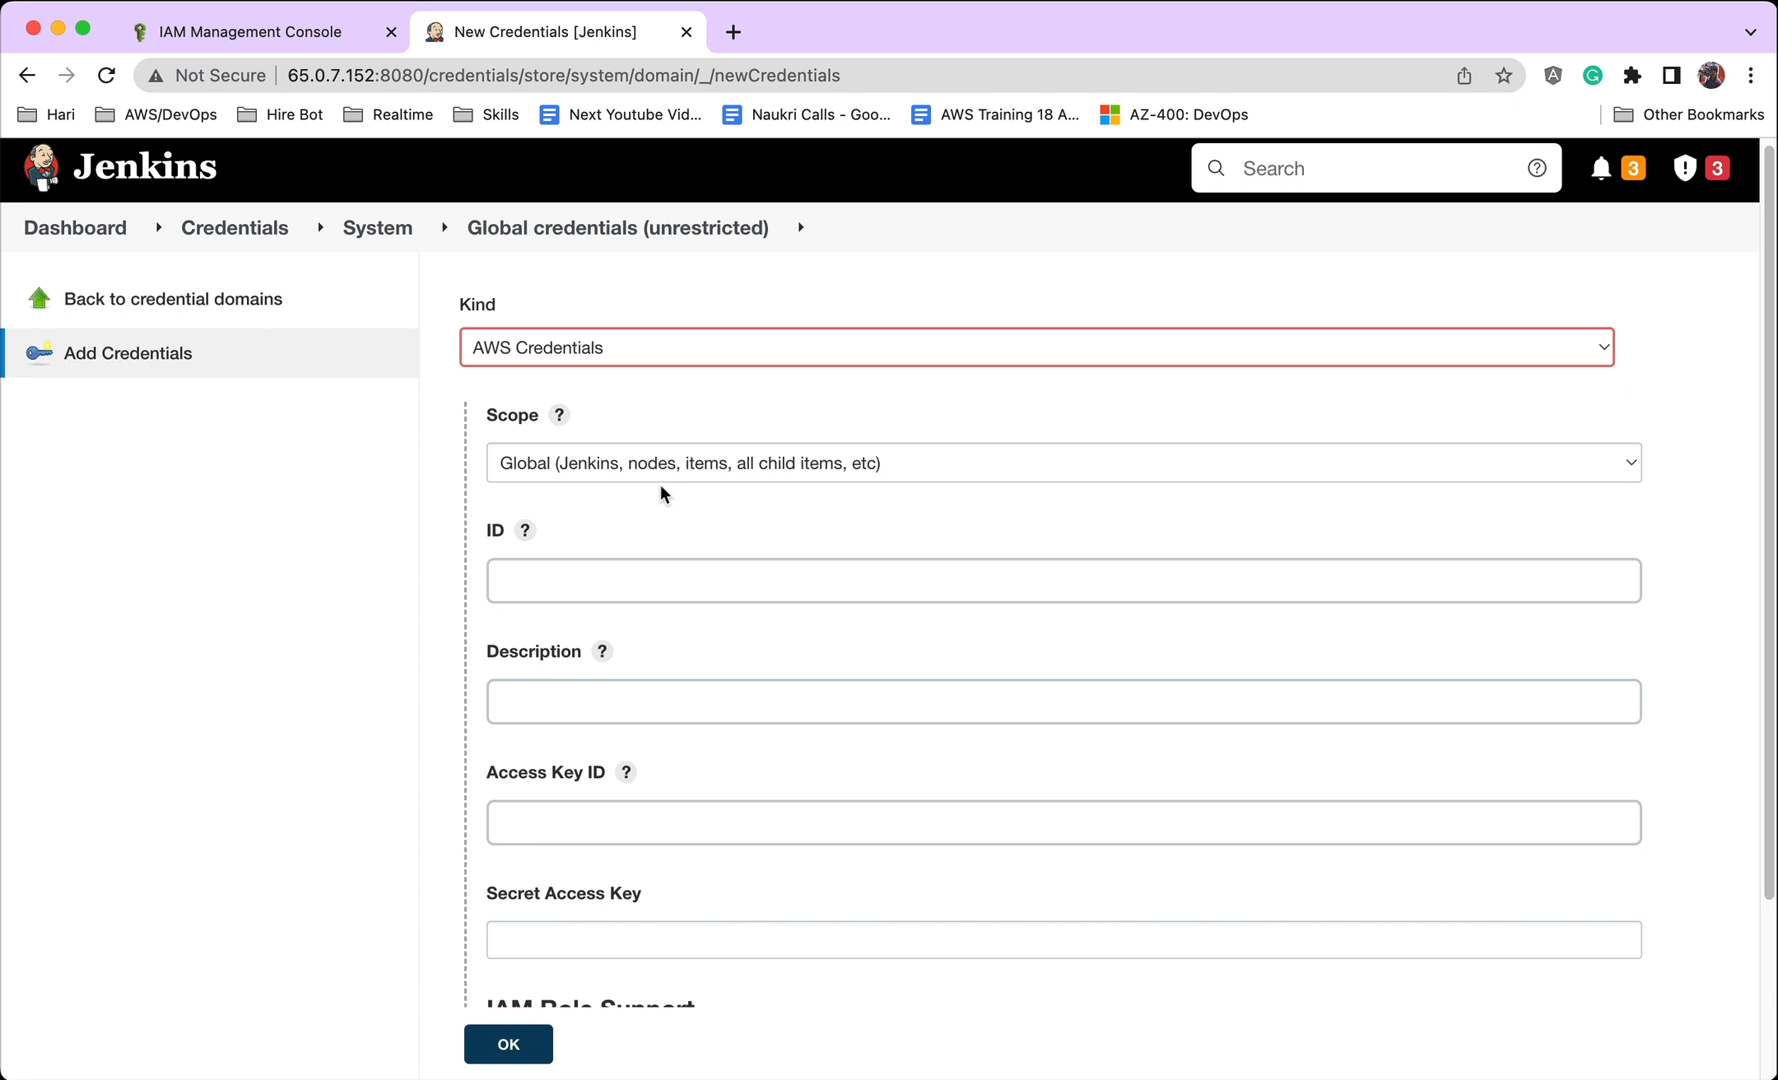 IAM Management Console
New Credentials [Jenkins]
Not Secure 65.0.7.152:8080/credentials/store/system/domain/_/newCredentials
Hari AWS/DevOps Hire Bot Realtime Skills Next Youtube Vid... Naukri Calls - Goo... AWS Training 18 A... AZ-400: DevOps Other Bookmarks
Jenkins Search 3 3
Dashboard Credentials System Global credentials (unrestricted)
Back to credential domains
Add Credentials
Kind
AWS Credentials
Scope ?
Global (Jenkins, nodes, items, all child items, etc)
ID ?
Description ?
Access Key ID ?
Secret Access Key
IAM Role Support
OK